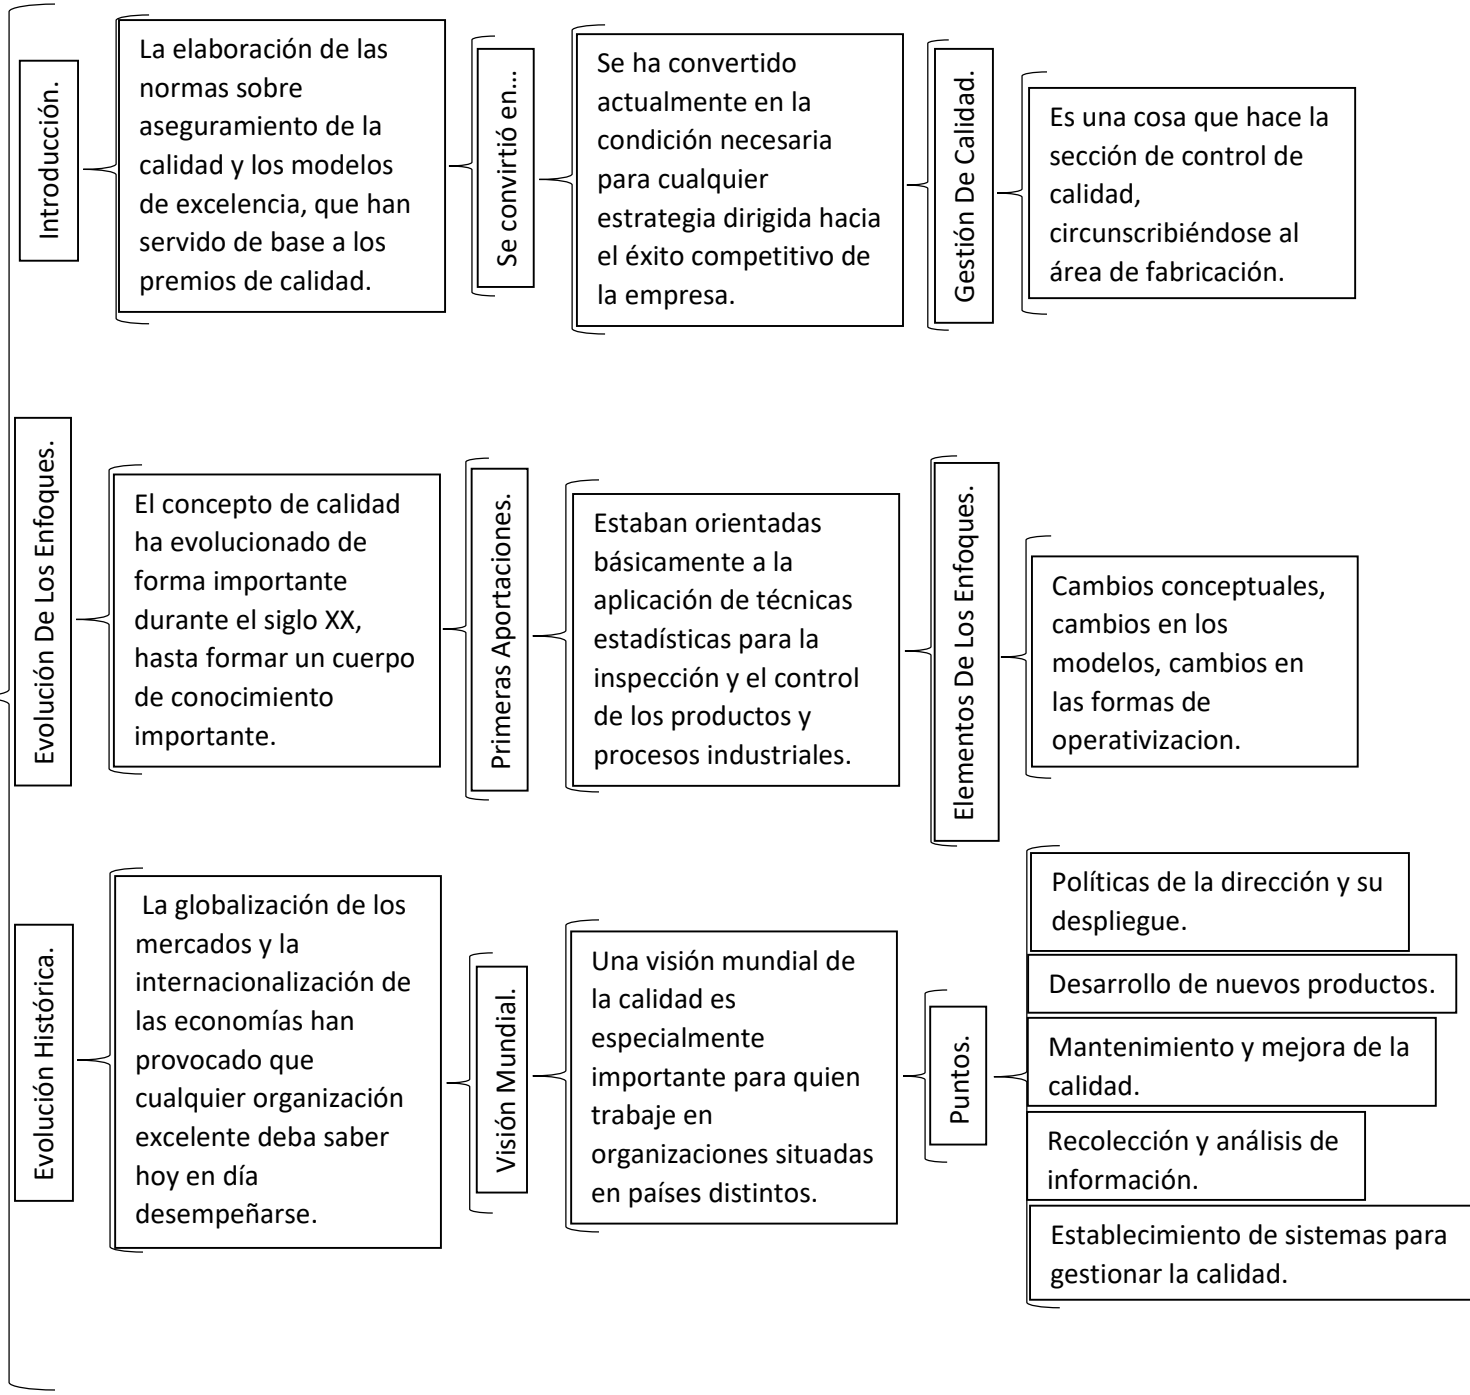 Introducción.
La elaboración de las
normas sobre
aseguramiento de la
calidad y los modelos
de excelencia, que han
servido de base a los
premios de calidad.
Se convirtió en...
Se ha convertido
actualmente en la
condición necesaria
para cualquier
estrategia dirigida hacia
el éxito competitivo de
la empresa.
Gestión De Calidad.
Es una cosa que hace la
sección de control de
calidad,
circunscribiéndose al
área de fabricación.
Evolución De Los Enfoques.
El concepto de calidad
ha evolucionado de
forma importante
durante el siglo XX,
hasta formar un cuerpo
de conocimiento
importante.
Primeras Aportaciones.
Estaban orientadas
básicamente a la
aplicación de técnicas
estadísticas para la
inspección y el control
de los productos y
procesos industriales.
Elementos De Los Enfoques.
Cambios conceptuales,
cambios en los
modelos, cambios en
las formas de
operativizacion.
Evolución Histórica.
La globalización de los
mercados y la
internacionalización de
las economías han
provocado que
cualquier organización
excelente deba saber
hoy en día
desempeñarse.
Visión Mundial.
Una visión mundial de
la calidad es
especialmente
importante para quien
trabaje en
organizaciones situadas
en países distintos.
Puntos.
Políticas de la dirección y su
despliegue.
Desarrollo de nuevos productos.
Mantenimiento y mejora de la
calidad.
Recolección y análisis de
información.
Establecimiento de sistemas para
gestionar la calidad.